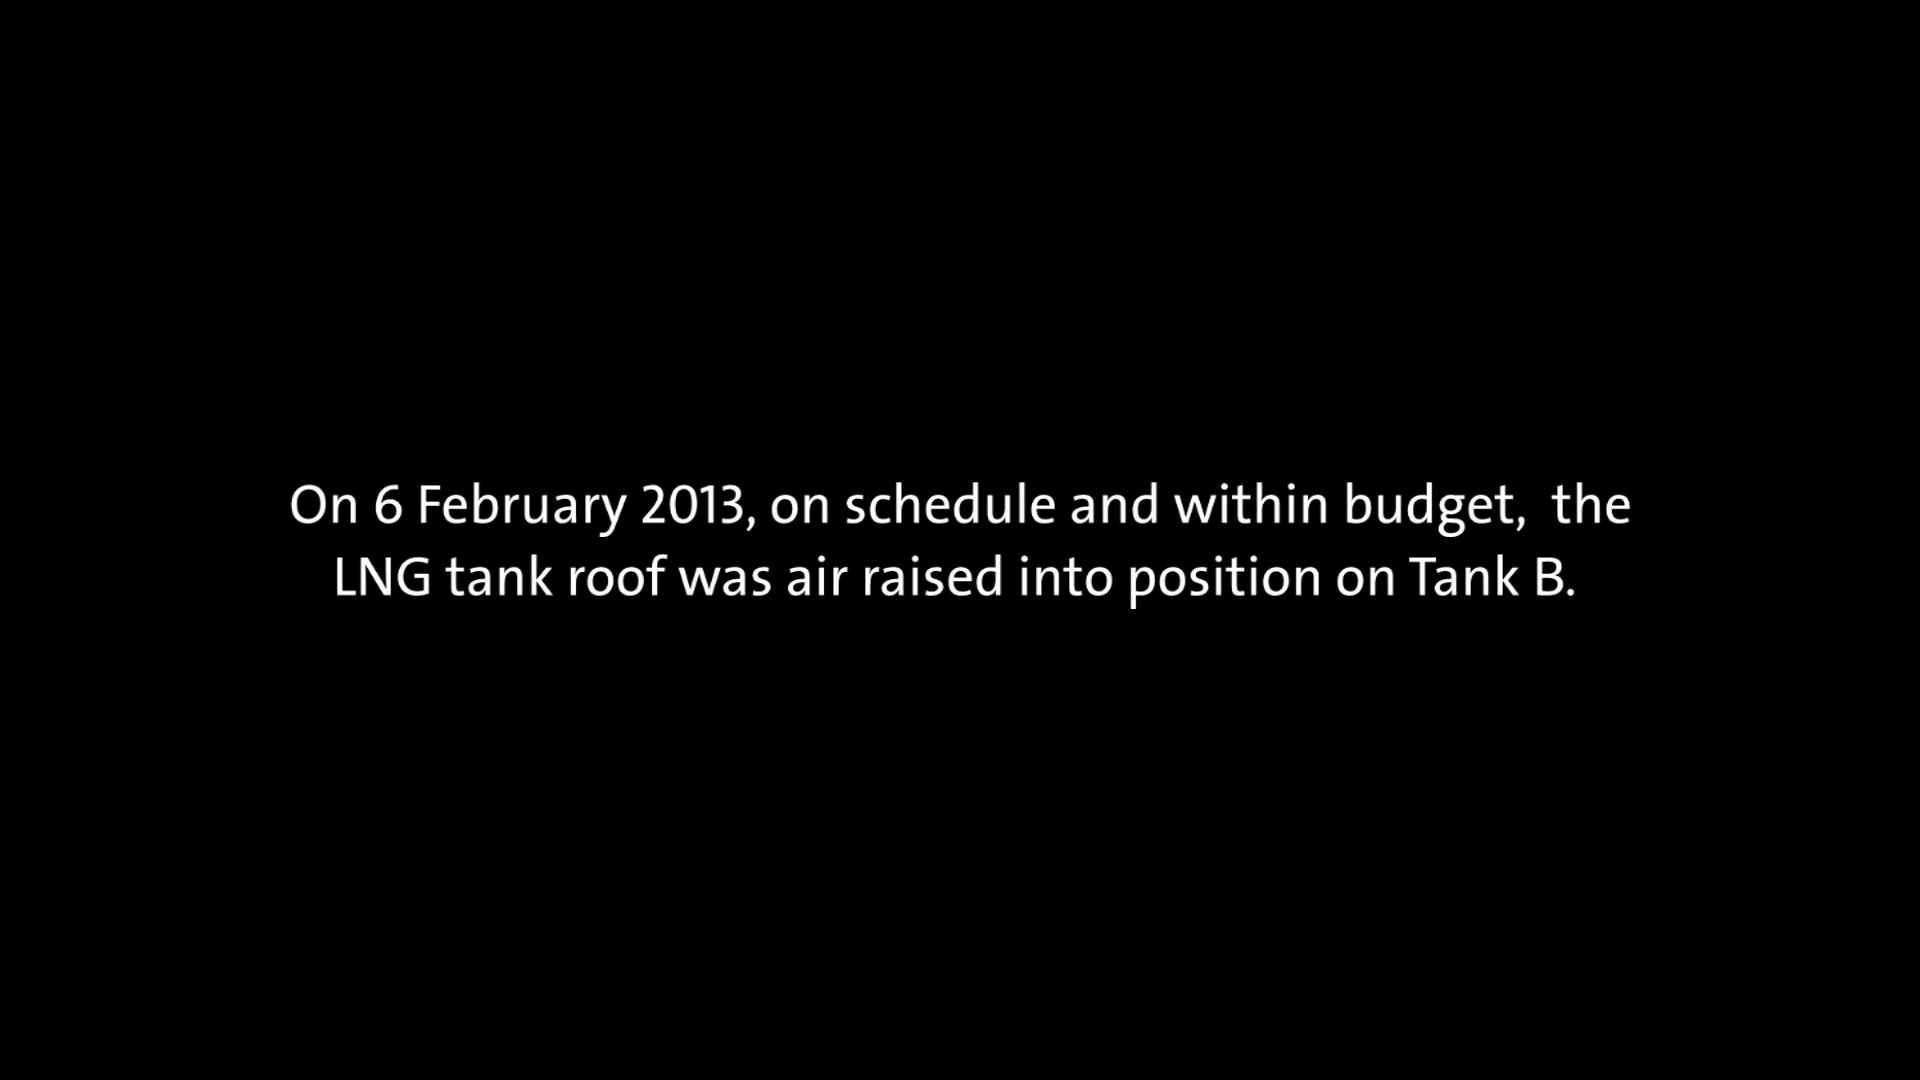 On 6 February 2013, on schedule and within budget,  the
LNG tank roof was air raised into position on Tank B.